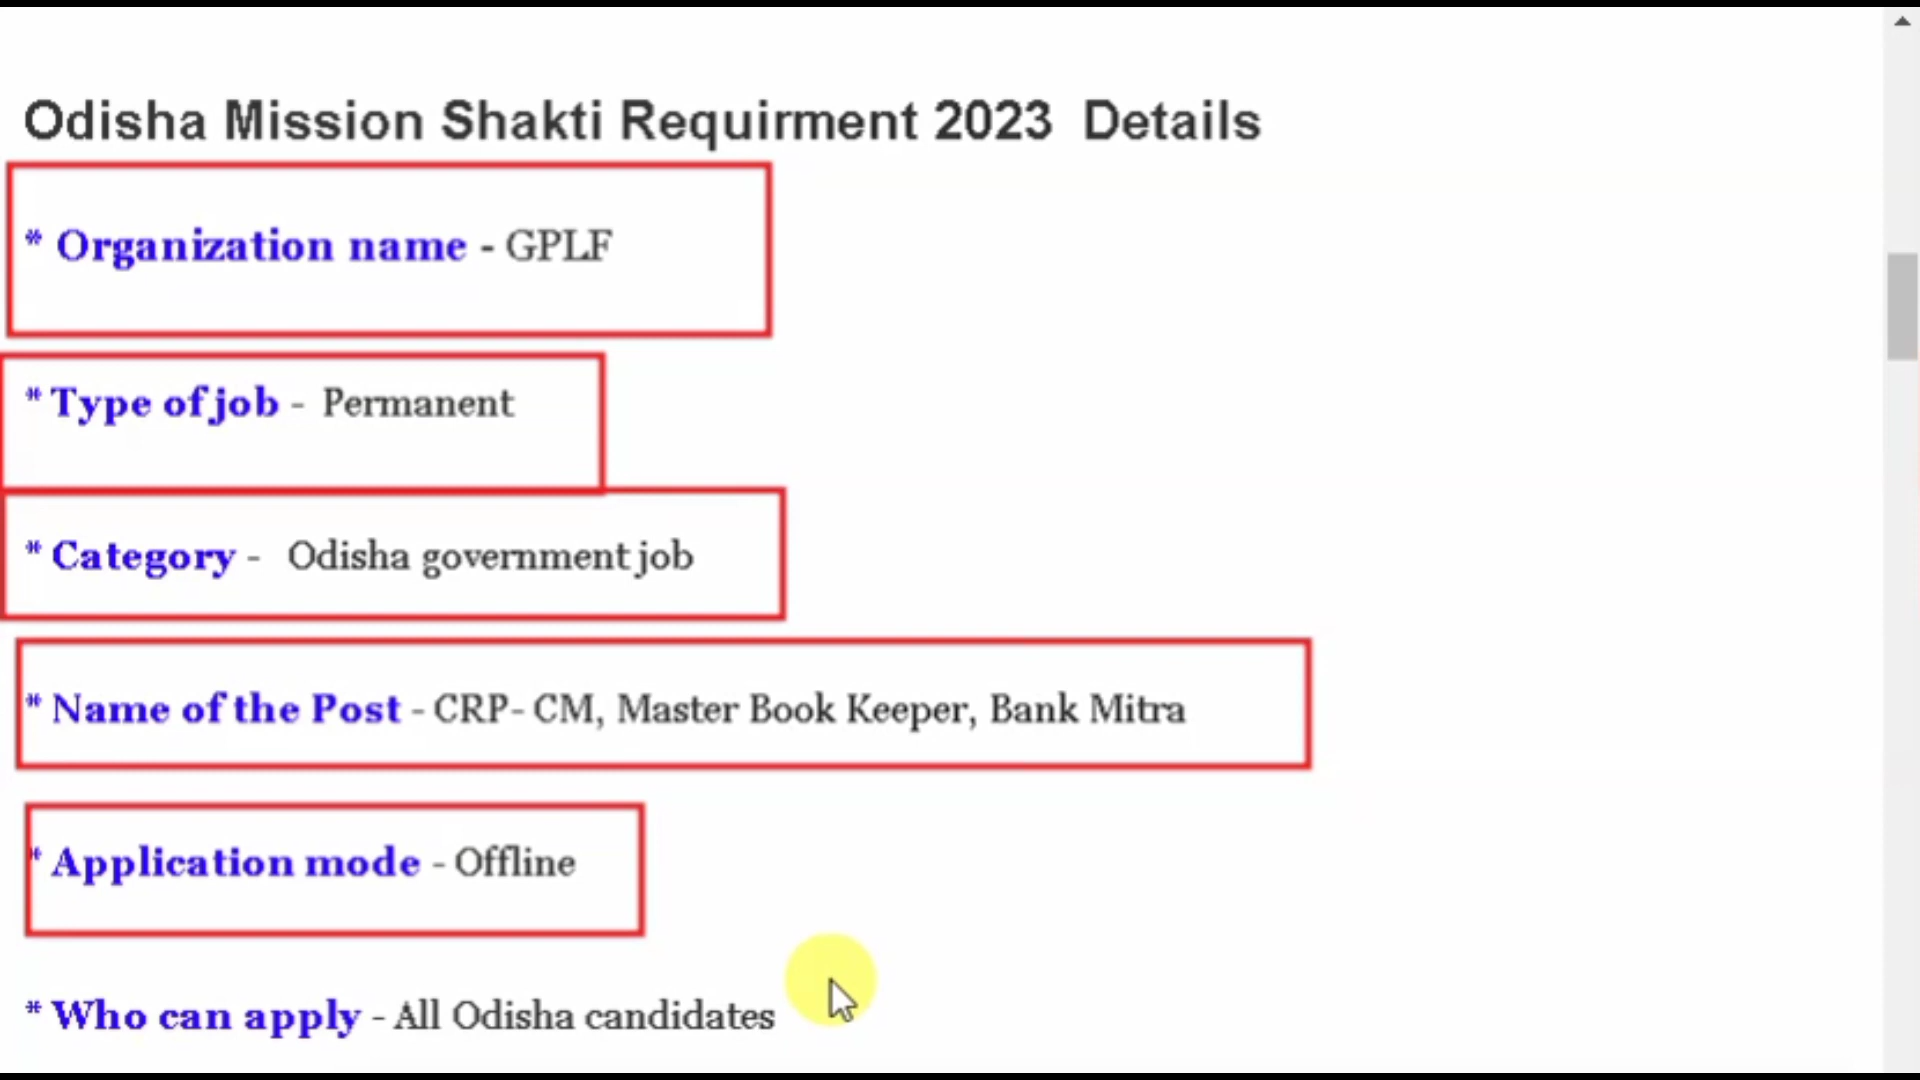 Odisha Mission Shakti Requirment 2023 Details
* Organization name - GPLF
* Type of job - Permanent
* Category - Odisha government job
* Name of the Post - CRP- CM, Master Book Keeper, Bank Mitra
* Application mode - Offline
* Who can apply - All Odisha candidates